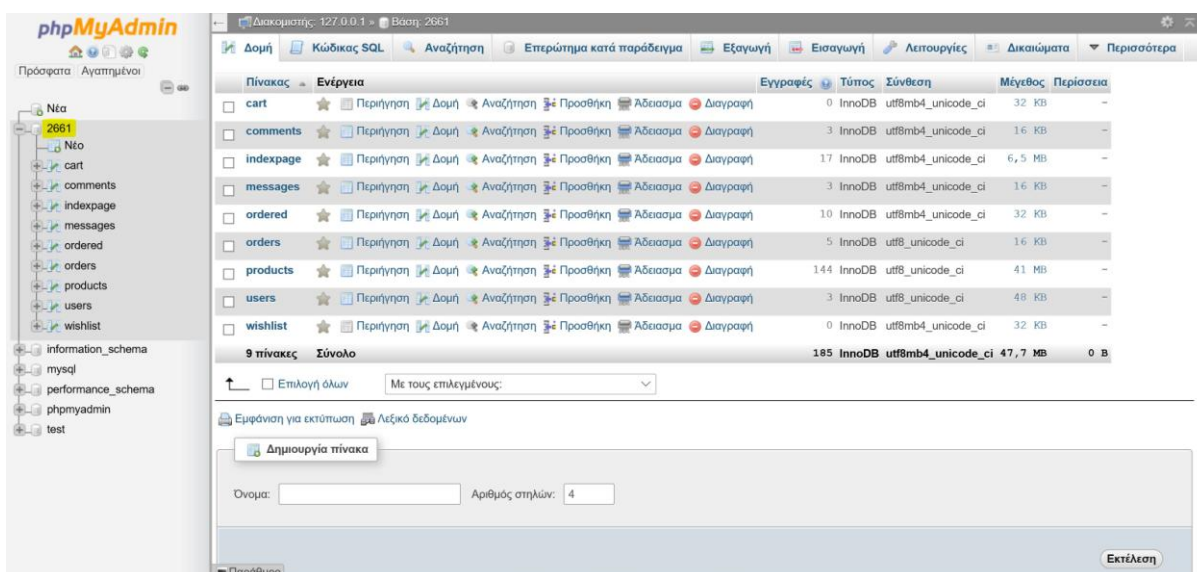 phpMyAdmin
Πρόσφατα Αγαπημένοι
Νέα
2661
Νέο
cart
comments
indexpage
messages
ordered
orders
products
users
wishlist
information_schema
mysql
performance_schema
phpmyadmin
test
Διακομιστής: 127.0.0.1 » Βάση: 2661
Δομή Κώδικας SQL Αναζήτηση Επερώτημα κατά παράδειγμα Εξαγωγή Εισαγωγή Λειτουργίες Δικαιώματα Περισσότερα
Πίνακας Ενέργεια Εγγραφές Τύπος Σύνθεση Μέγεθος Περίσσεια
cart Περιήγηση Δομή Αναζήτηση Προσθήκη Άδειασμα Διαγραφή 0 InnoDB utf8mb4_unicode_ci 32 KB -
comments Περιήγηση Δομή Αναζήτηση Προσθήκη Άδειασμα Διαγραφή 3 InnoDB utf8mb4_unicode_ci 16 KB -
indexpage Περιήγηση Δομή Αναζήτηση Προσθήκη Άδειασμα Διαγραφή 17 InnoDB utf8mb4_unicode_ci 6,5 MB -
messages Περιήγηση Δομή Αναζήτηση Προσθήκη Άδειασμα Διαγραφή 3 InnoDB utf8mb4_unicode_ci 16 KB -
ordered Περιήγηση Δομή Αναζήτηση Προσθήκη Άδειασμα Διαγραφή 10 InnoDB utf8mb4_unicode_ci 32 KB -
orders Περιήγηση Δομή Αναζήτηση Προσθήκη Άδειασμα Διαγραφή 5 InnoDB utf8_unicode_ci 16 KB -
products Περιήγηση Δομή Αναζήτηση Προσθήκη Άδειασμα Διαγραφή 144 InnoDB utf8_unicode_ci 41 MB -
users Περιήγηση Δομή Αναζήτηση Προσθήκη Άδειασμα Διαγραφή 3 InnoDB utf8_unicode_ci 48 KB -
wishlist Περιήγηση Δομή Αναζήτηση Προσθήκη Άδειασμα Διαγραφή 0 InnoDB utf8mb4_unicode_ci 32 KB -
9 πίνακες Σύνολο 185 InnoDB utf8mb4_unicode_ci 47,7 MB 0 B
Επιλογή όλων Με τους επιλεγμένους:
Εμφάνιση για εκτύπωση Λεξικό δεδομένων
Δημιουργία πίνακα
Όνομα: Αριθμός στηλών: 4
Εκτέλεση